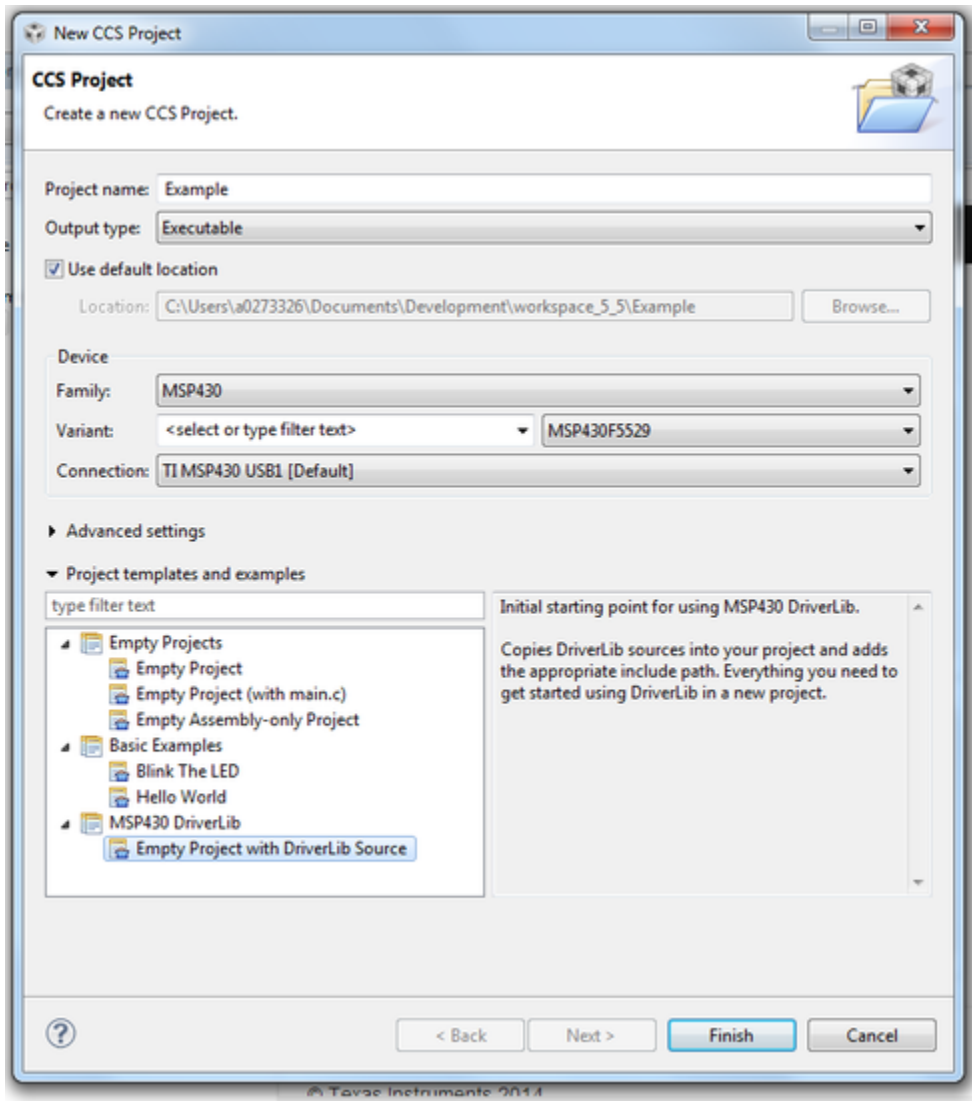 New CCS Project
CCS Project
Create a new CCS Project.
Project name: Example
Output type: Executable
Use default location
Location: C:\Users\a0273326\Documents\Development\workspace_5_5\Example Browse...
Device
Family: MSP430
Variant: <select or type filter text> MSP430F5529
Connection: TI MSP430 USB1 [Default]
Advanced settings
Project templates and examples
type filter text
Empty Projects
Empty Project
Empty Project (with main.c)
Empty Assembly-only Project
Basic Examples
Blink The LED
Hello World
MSP430 DriverLib
Empty Project with DriverLib Source
Initial starting point for using MSP430 DriverLib.
Copies DriverLib sources into your project and adds
the appropriate include path. Everything you need to
get started using DriverLib in a new project.
? < Back Next > Finish Cancel
© Texas Instruments 2014